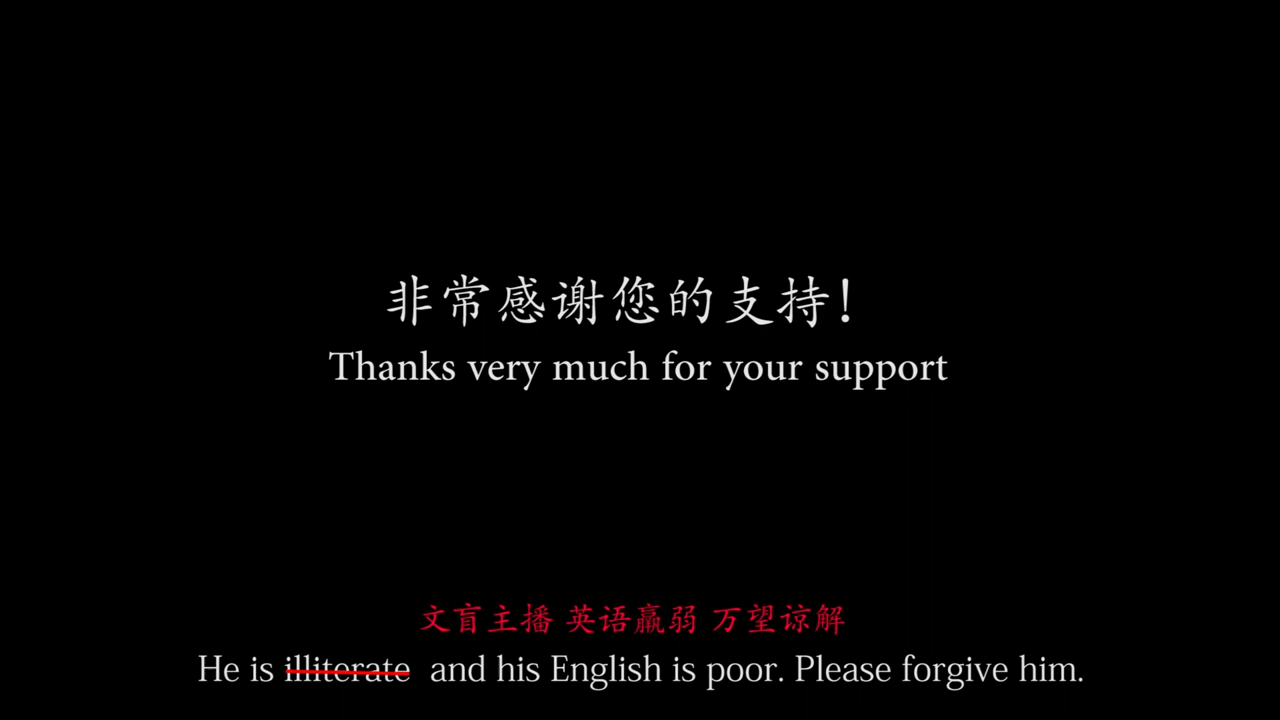 非常感谢您的支持!
Thanks very much for your support
文盲主播 英语羸弱 万望谅解
He is illiterate and his English is poor. Please forgive him.